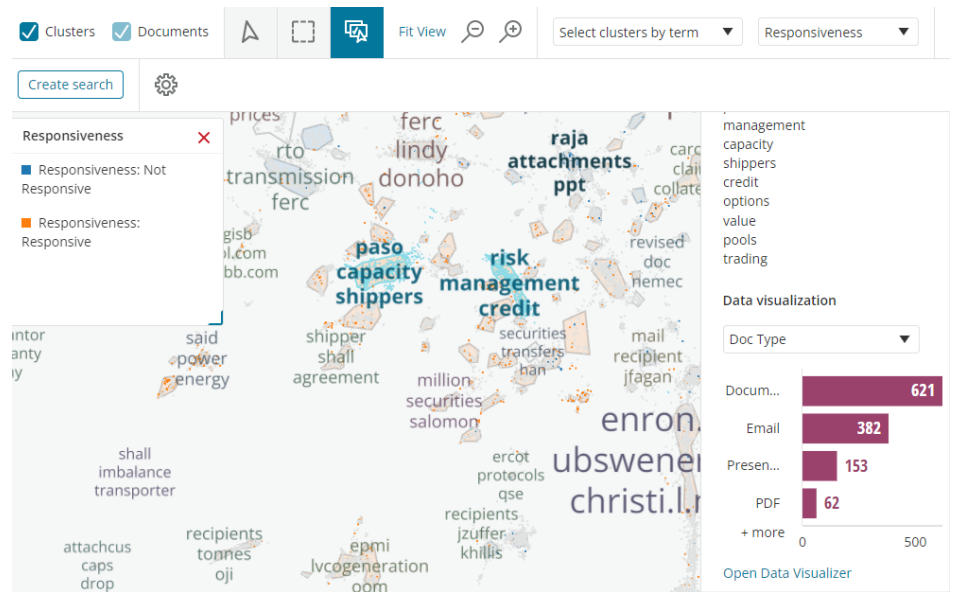 Clusters
Documents
Fit View
Select clusters by term
Responsiveness
Create search
Responsiveness
Responsiveness: Not
Responsive
Responsiveness:
Responsive
prices
rto
transmission
ferc
ferc
lindy
donoho
raja
attachments
ppt
gisb
paso
capacity
shippers
risk
management
credit
revised
doc
nemec
said
power
energy
shipper
shall
agreement
securities
transfers
han
mail
recipient
jfagan
million
securities
salomon
enron.
shall
imbalance
transporter
ercot
protocols
qse
recipients
jzuffer
khillis
attachcus
caps
drop
recipients
tonnes
oji
epmi
lvcogeneration
oom
management
capacity
shippers
credit
options
value
pools
trading
Data visualization
Doc Type
Docum... 621
Email 382
Presen... 153
PDF 62
+ more
0 500
Open Data Visualizer